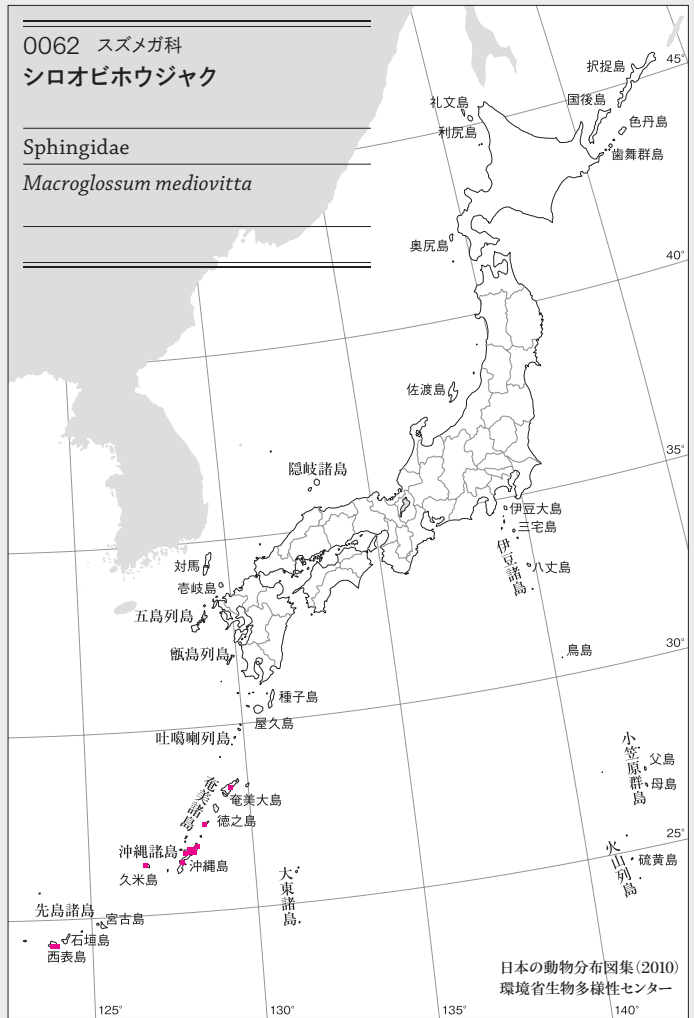 0062 スズメガ科
シロオビホウジャク
Sphingidae
Macroglossum mediovitta
45°
択捉島
礼文島
国後島
色丹島
利尻島
歯舞群島
奥尻島
40°
佐渡島
35°
隠岐諸島
伊豆大島
三宅島
伊豆諸島
八丈島
対馬
壱岐島
五島列島
甑島列島
鳥島
30°
種子島
屋久島
吐噶喇列島
小笠原群島
父島
母島
奄美諸島
奄美大島
徳之島
25°
沖縄諸島
沖縄島
久米島
火山列島
硫黄島
大東諸島
先島諸島
宮古島
石垣島
西表島
日本の動物分布図集(2010)
環境省生物多様性センター
125°
130°
135°
140°